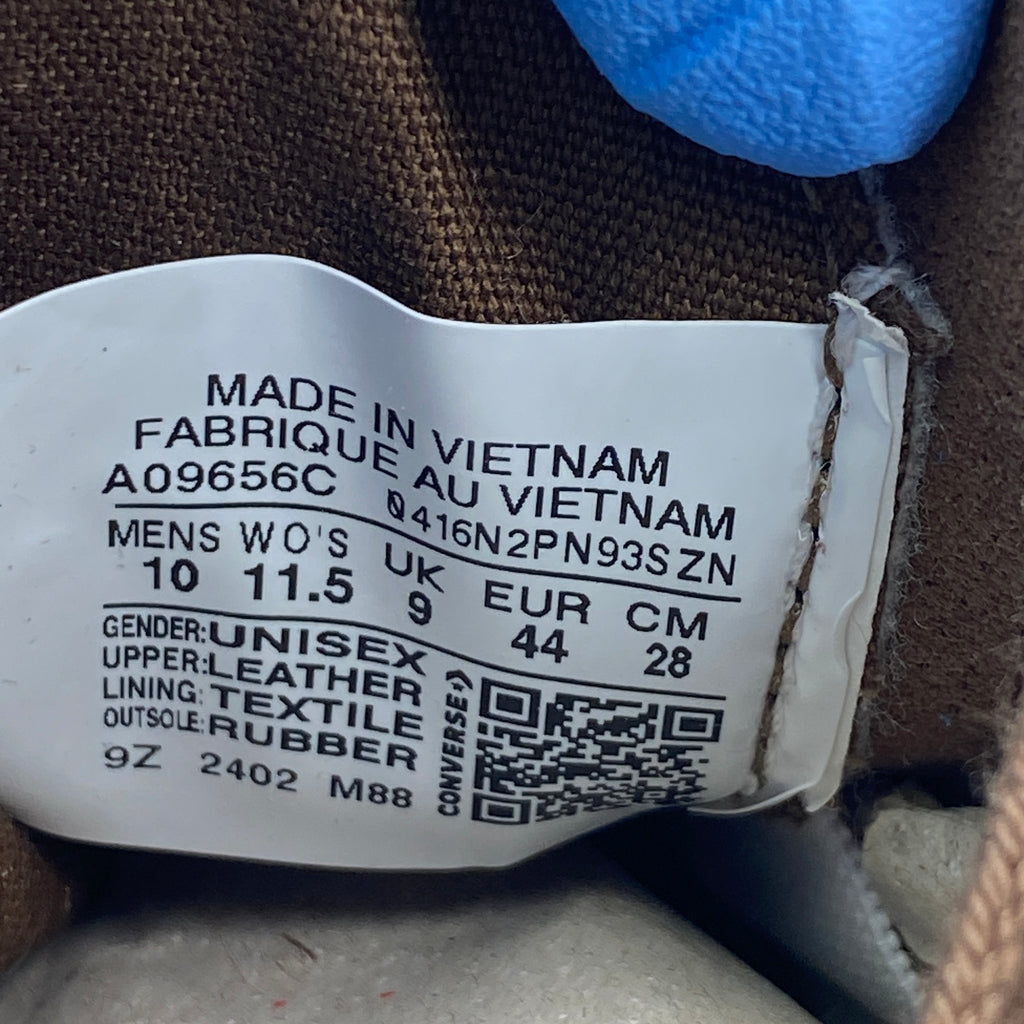 MADE IN VIETNAM
FABRIQUE AU VIETNAM
A09656C 0416N2PN93SZN
MENS WO'S UK EUR CM
10 11.5 9 44 28
GENDER: UNISEX
UPPER: LEATHER
LINING: TEXTILE
OUTSOLE: RUBBER
9Z 2402 M88
CONVERSE